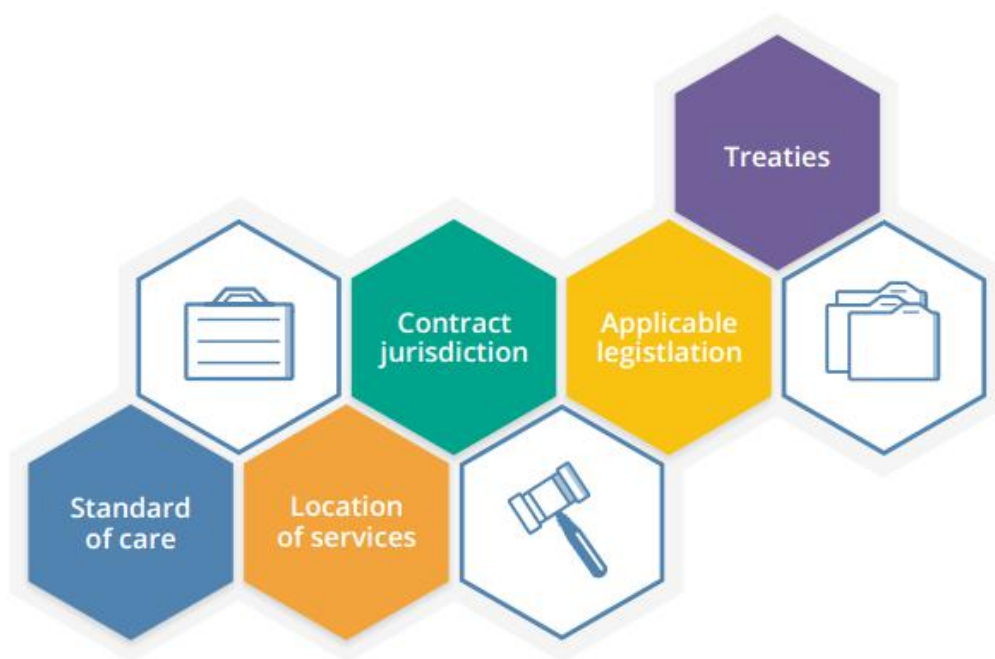 Treaties
Contract
jurisdiction
Applicable
legistlation
Standard
of care
Location
of services